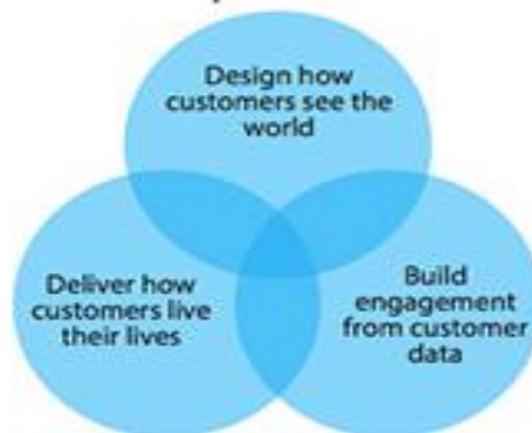 Design how
customers see the
world
Deliver how
customers live
their lives
Build
engagement
from customer
data